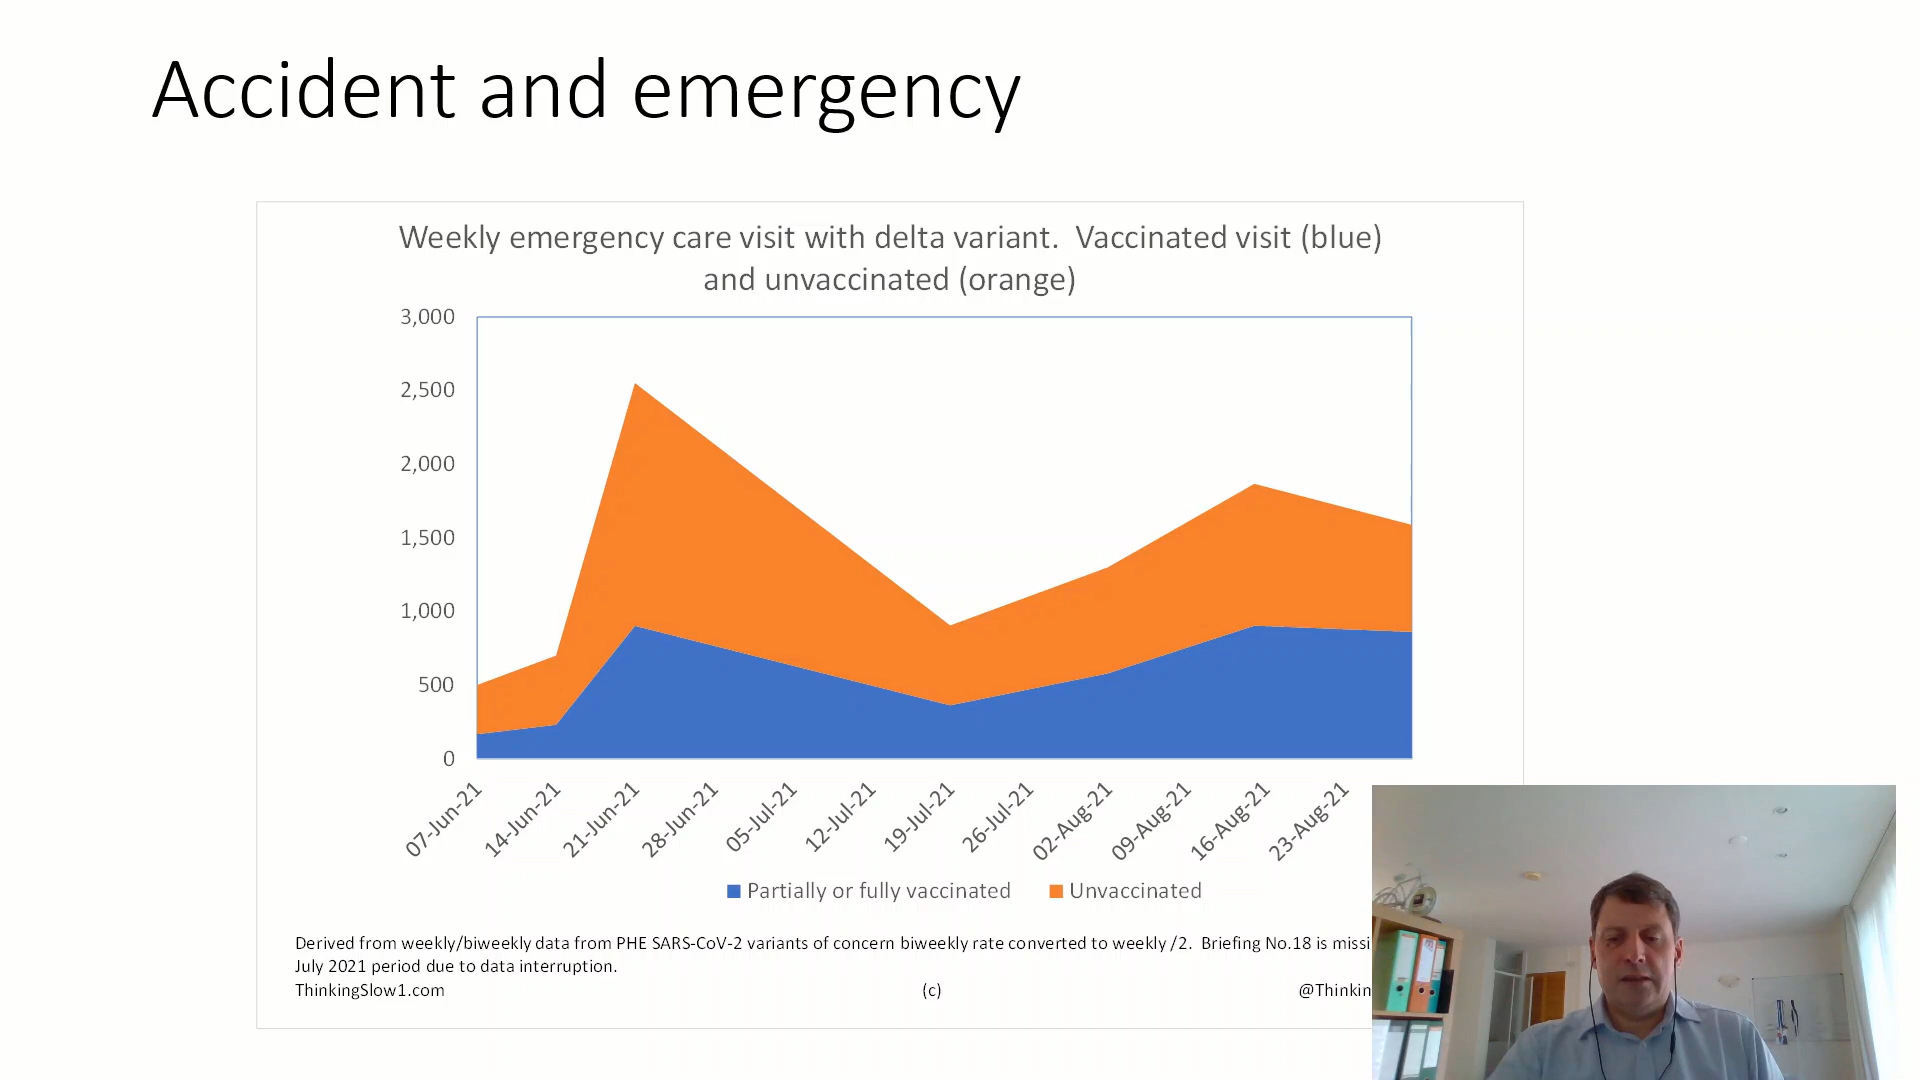 Accident and emergency
Weekly emergency care visit with delta variant.  Vaccinated visit (blue)
and unvaccinated (orange)
3,000
2,500
2,000
1,500
1,000
500
0
07-Jun-21
14-Jun-21
21-Jun-21
28-Jun-21
05-Jul-21
12-Jul-21
19-Jul-21
26-Jul-21
02-Aug-21
09-Aug-21
16-Aug-21
23-Aug-21
Partially or fully vaccinated
Unvaccinated
Derived from weekly/biweekly data from PHE SARS-CoV-2 variants of concern biweekly rate converted to weekly /2.  Briefing No.18 is
July 2021 period due to data interruption.
ThinkingSlow1.com
(c)